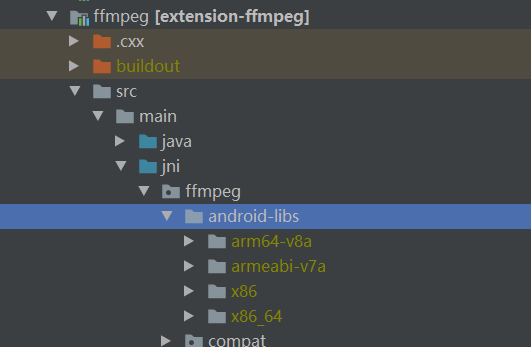 ffmpeg [extension-ffmpeg]
.cxx
buildout
src
main
java
jni
ffmpeg
android-libs
arm64-v8a
armeabi-v7a
x86
x86_64
compat